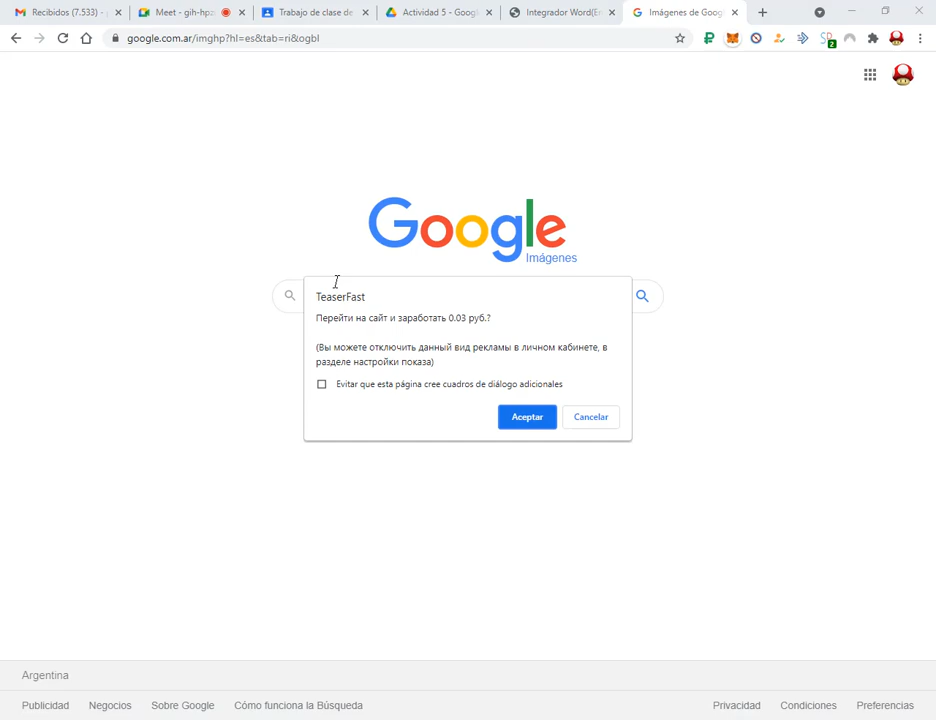 Recibidos (7.533) -
Meet - gih-hpz
Trabajo de clase de
Actividad 5 - Google
Integrador Word(En
Imágenes de Goog
google.com.ar/imghp?hl=es&tab=ri&ogbl
2
Google
Imágenes
TeaserFast
Перейти на сайт и заработать 0.03 руб.?
(Вы можете отключить данный вид рекламы в личном кабинете, в
разделе настройки показа)
Evitar que esta página cree cuadros de diálogo adicionales
Aceptar
Cancelar
Argentina
Publicidad
Negocios
Sobre Google
Cómo funciona la Búsqueda
Privacidad
Condiciones
Preferencias